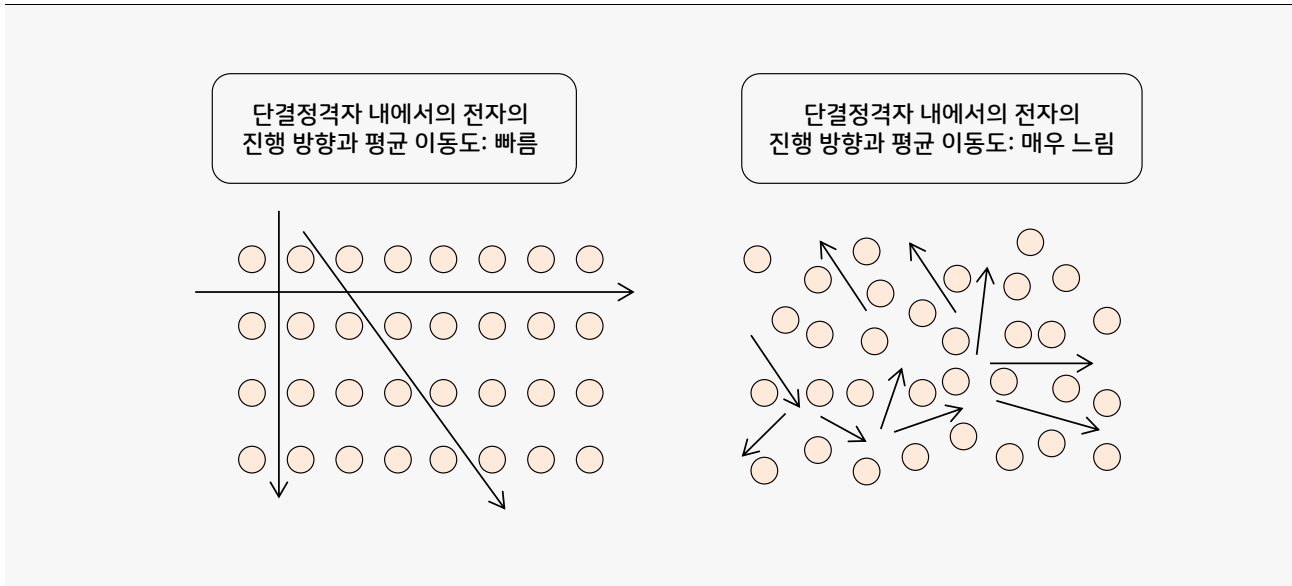 단결정격자 내에서의 전자의
진행 방향과 평균 이동도: 빠름
단결정격자 내에서의 전자의
진행 방향과 평균 이동도: 매우 느림